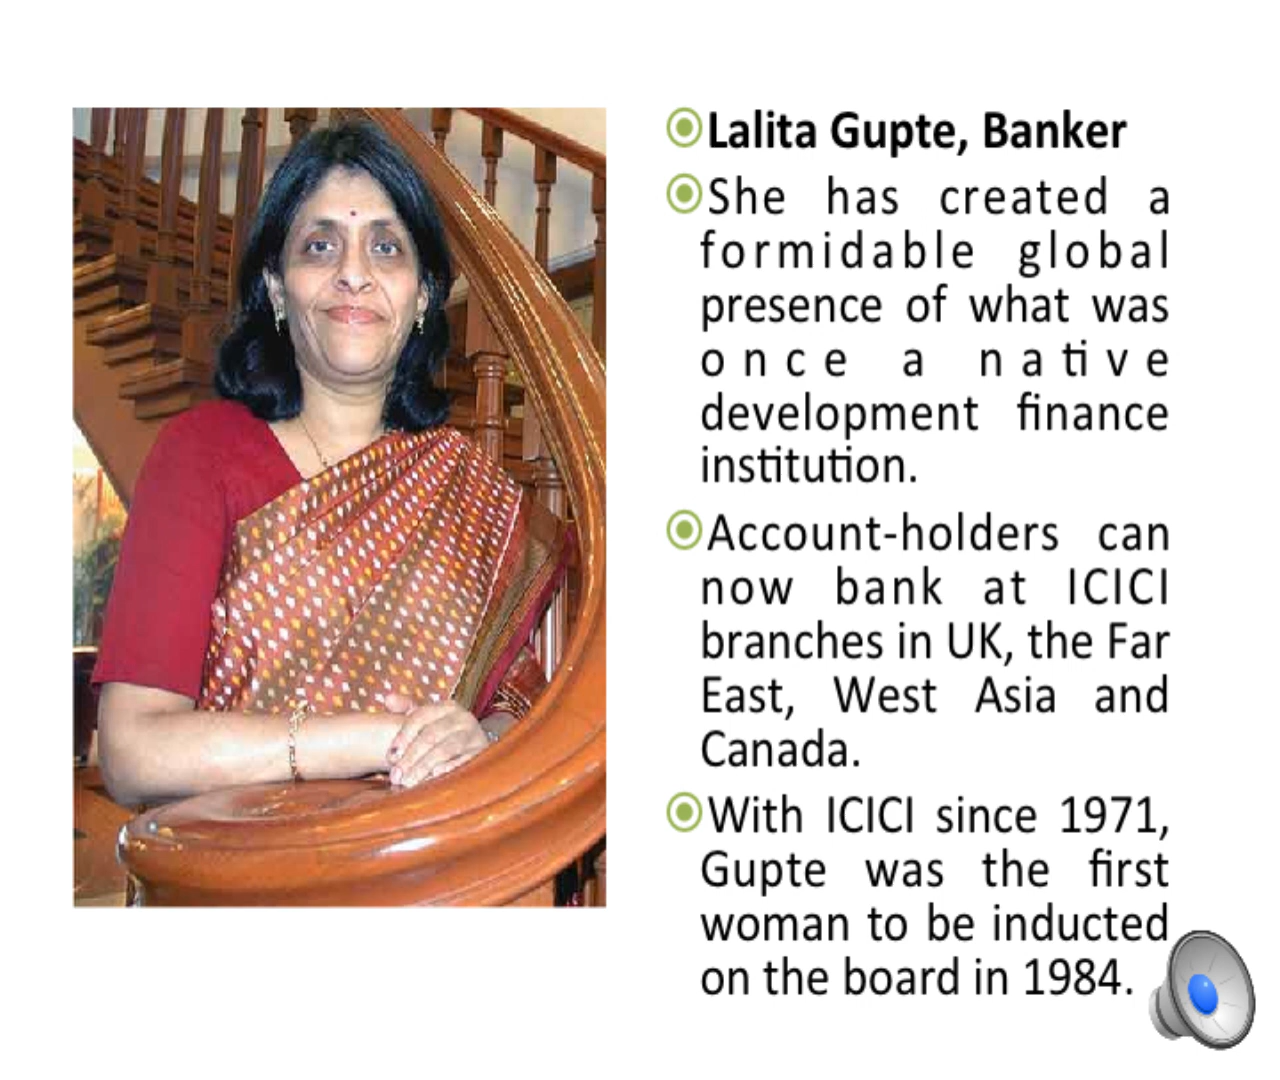 Lalita Gupte, Banker
She has created a
formidable global
presence of what was
once a native
development finance
institution.
Account-holders can
now bank at ICICI
branches in UK, the Far
East, West Asia and
Canada.
With ICICI since 1971,
Gupte was the first
woman to be inducted
on the board in 1984.